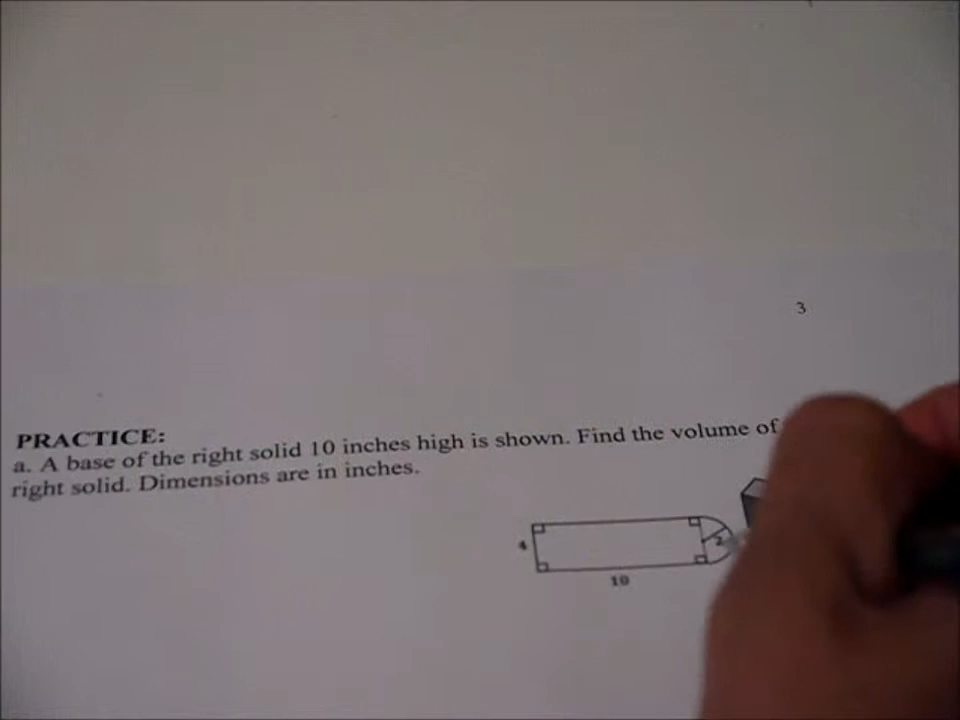 3
PRACTICE:
a. A base of the right solid 10 inches high is shown. Find the volume of
right solid. Dimensions are in inches.
4
2
10